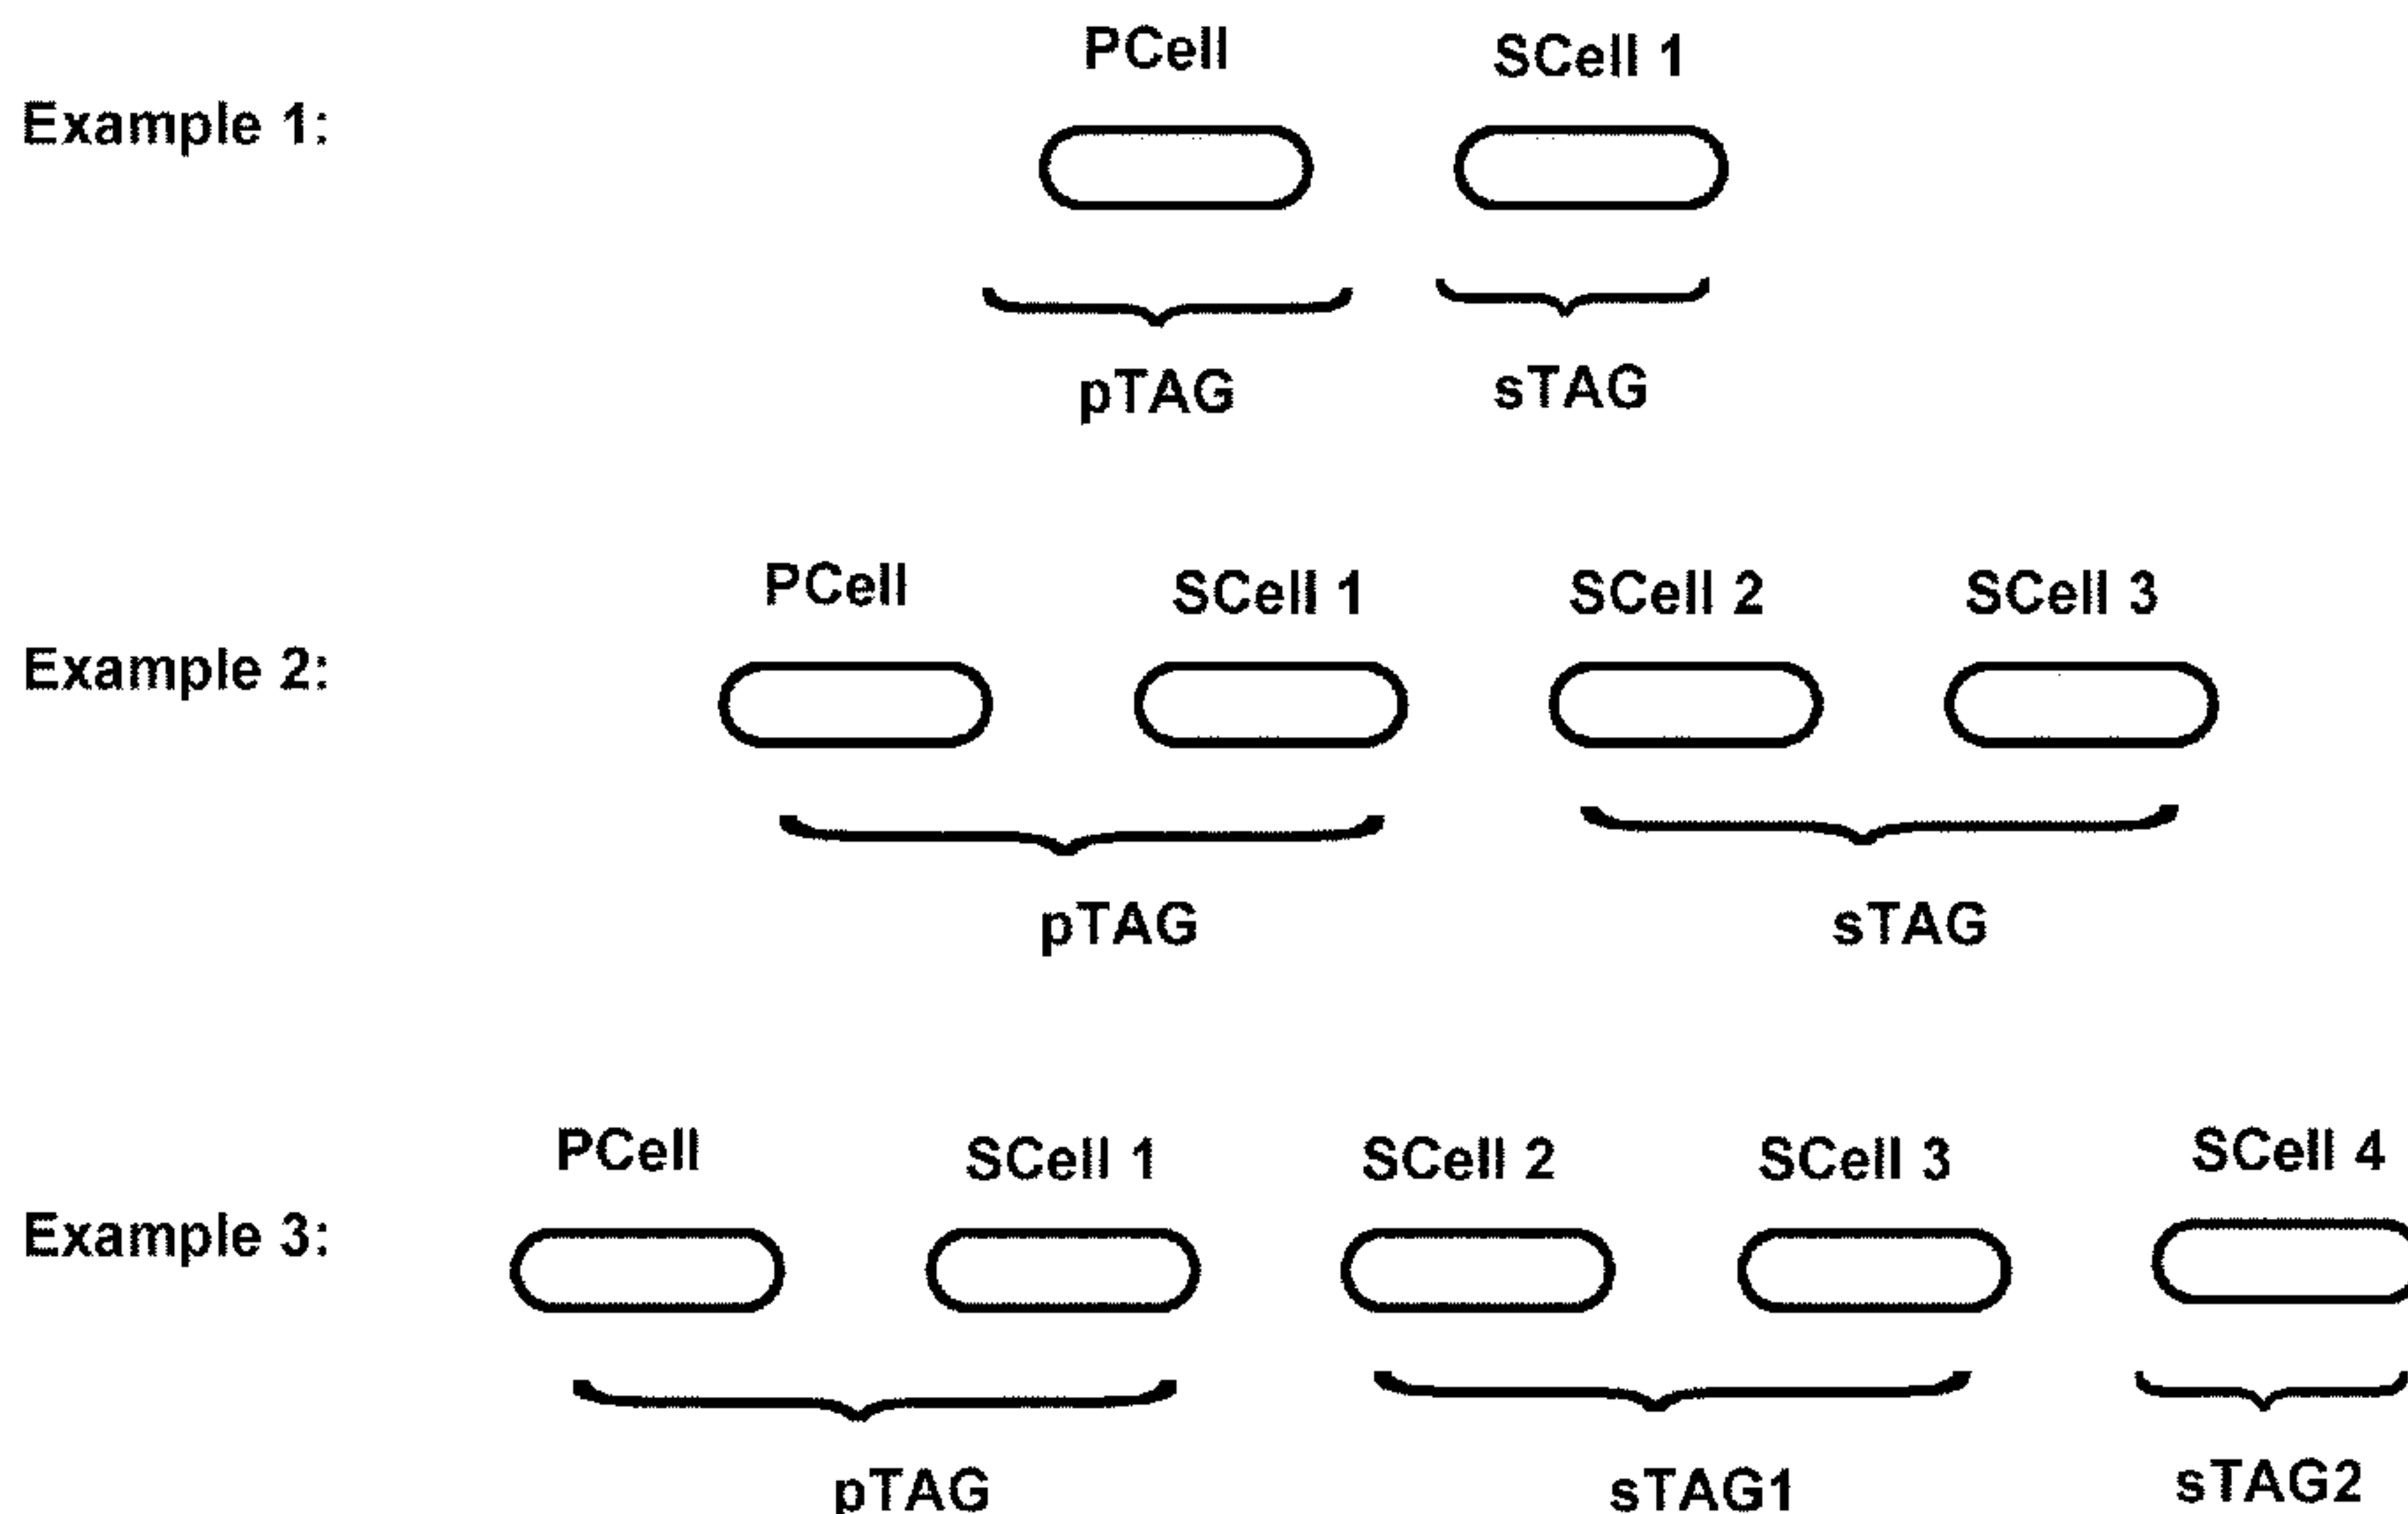 PCell SCell 1
Example 1:
pTAG sTAG
PCell SCell 1 SCell 2 SCell 3
Example 2:
pTAG sTAG
PCell SCell 1 SCell 2 SCell 3 SCell 4
Example 3:
pTAG sTAG1 sTAG2